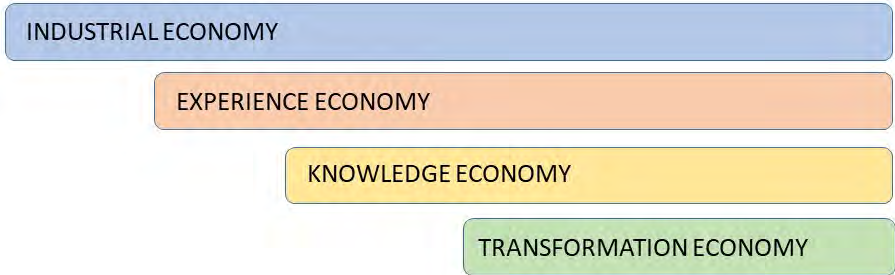 INDUSTRIAL ECONOMY
EXPERIENCE ECONOMY
KNOWLEDGE ECONOMY
TRANSFORMATION ECONOMY